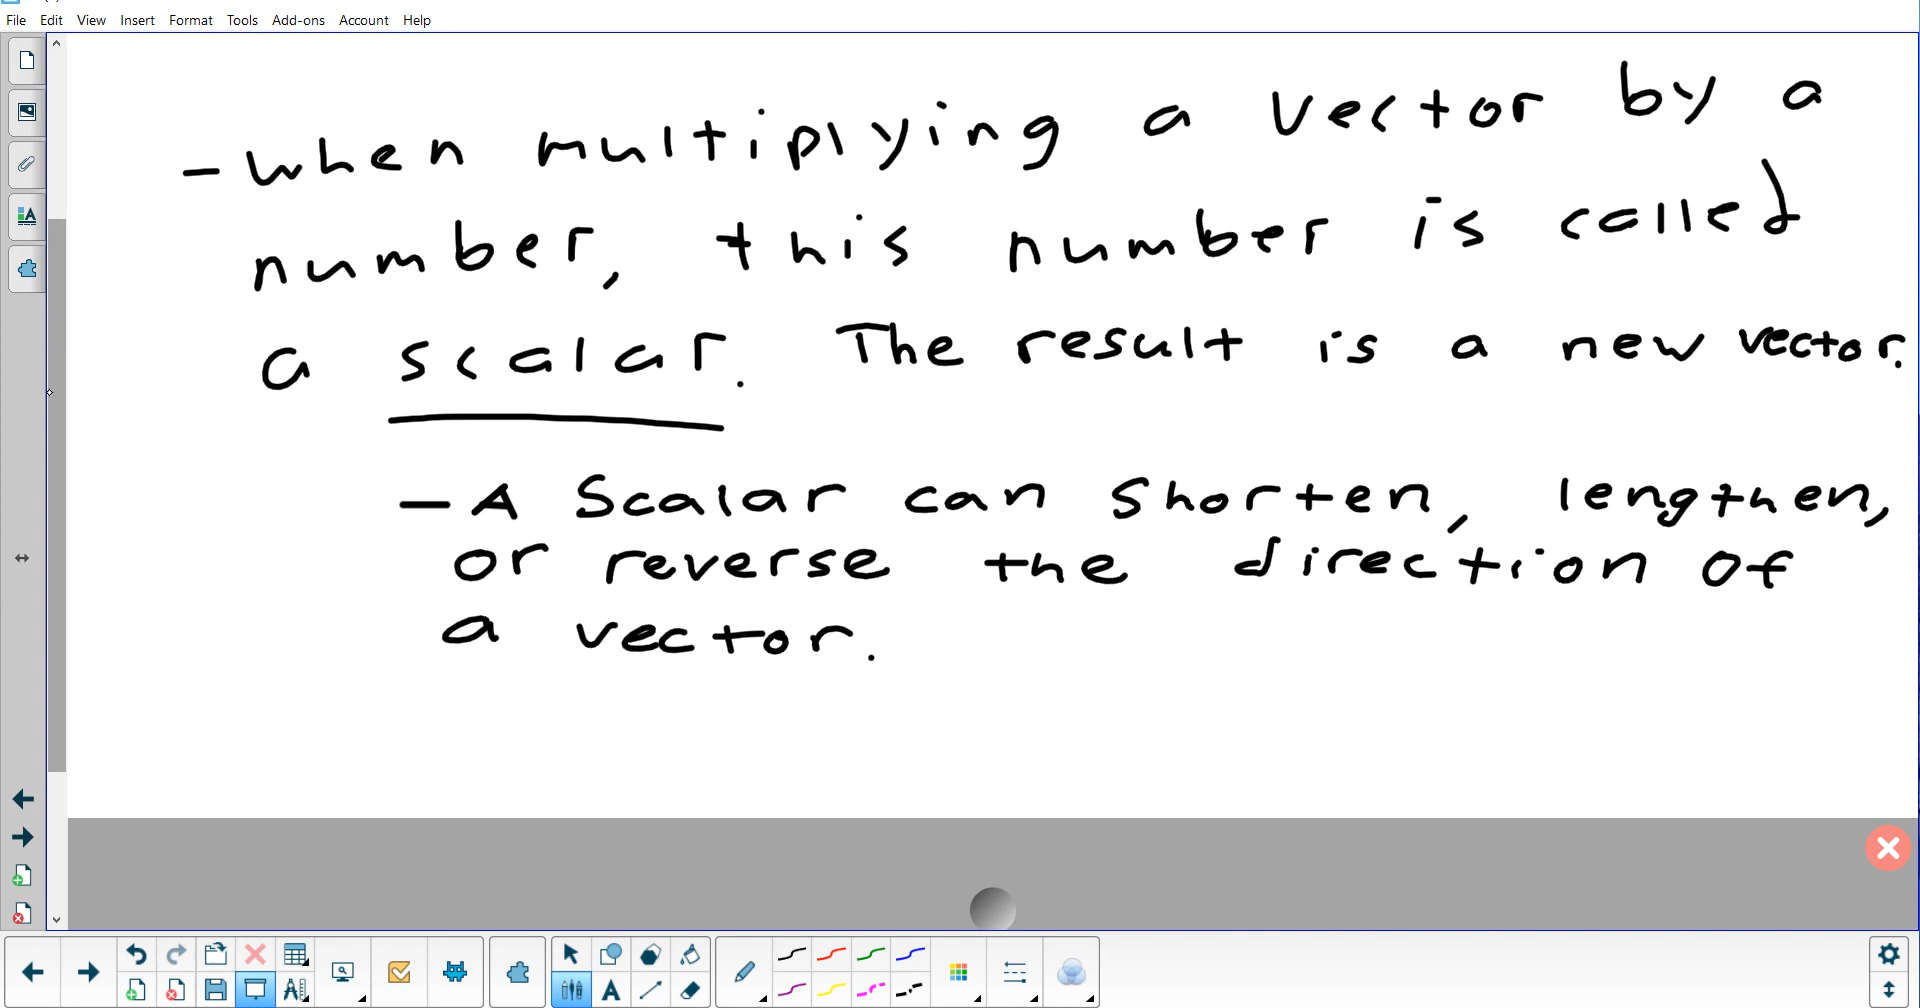 File Edit View Insert Format Tools Add-ons Account Help
- when multiplying a vector by a
number, this number is called
a scalar. The result is a new vector.
- A Scalar can shorten, lengthen,
or reverse the direction of
a vector.